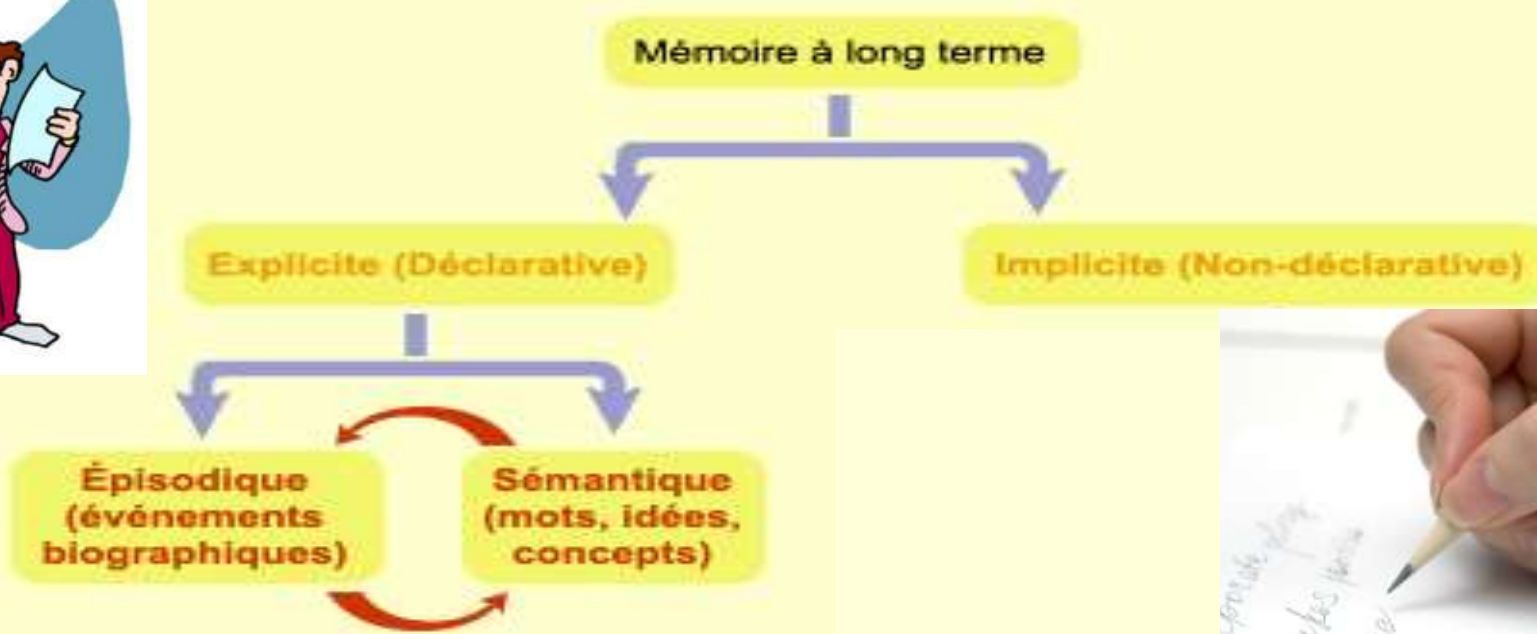 Mémoire à long terme
Explicite (Déclarative)
Implicite (Non-déclarative)
Épisodique
(événements
biographiques)
Sémantique
(mots, idées,
concepts)